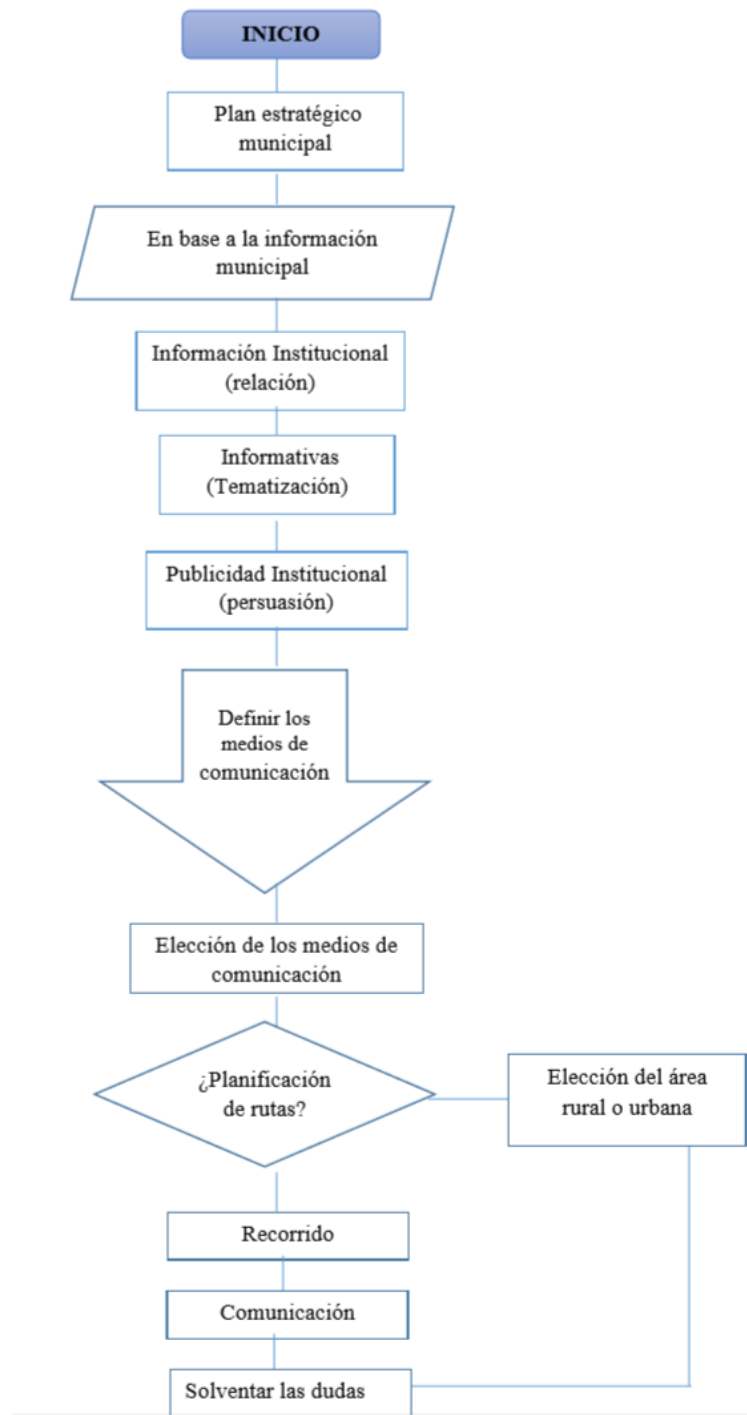 INICIO
Plan estratégico
municipal
En base a la información
municipal
Información Institucional
(relación)
Informativas
(Tematización)
Publicidad Institucional
(persuasión)
Definir los
medios de
comunicación
Elección de los medios de
comunicación
¿Planificación
de rutas?
Elección del área
rural o urbana
Recorrido
Comunicación
Solventar las dudas